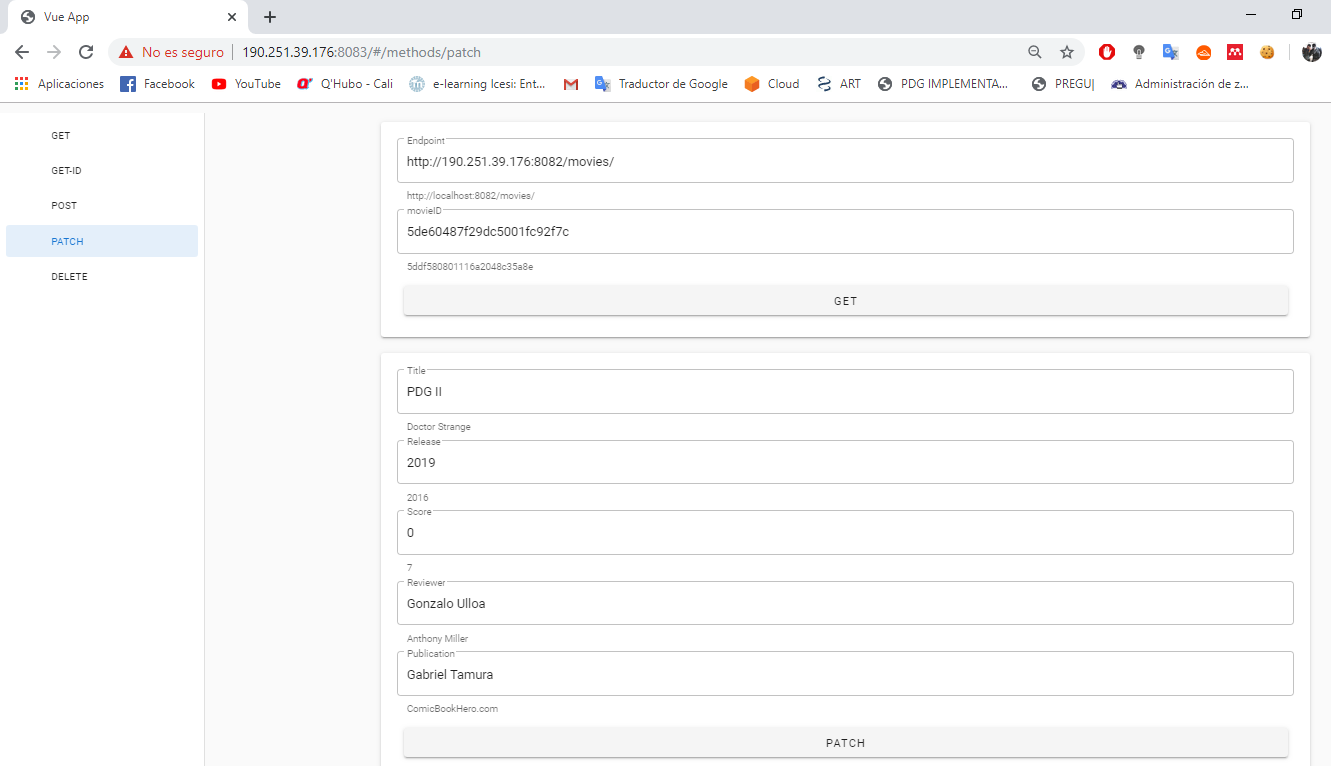 Vue App
No es seguro 190.251.39.176:8083/#/methods/patch
Aplicaciones Facebook YouTube Q'Hubo - Cali e-learning Icesi: Ent... Traductor de Google Cloud ART PDG IMPLEMENTA... PREGU| Administración de z...
GET
GET-ID
POST
PATCH
DELETE
Endpoint
http://190.251.39.176:8082/movies/
http://localhost:8082/movies/
movieID
5de60487f29dc5001fc92f7c
5ddf580801116a2048c35a8e
GET
Title
PDG II
Doctor Strange
Release
2019
2016
Score
0
7
Reviewer
Gonzalo Ulloa
Anthony Miller
Publication
Gabriel Tamura
ComicBookHero.com
PATCH